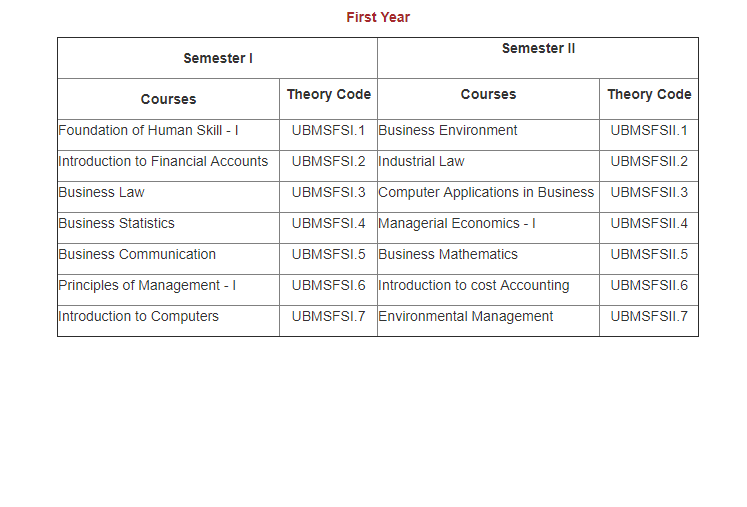 First Year
Semester I Semester II
Courses Theory Code Courses Theory Code
Foundation of Human Skill - I UBMSFSI.1 Business Environment UBMSFSII.1
Introduction to Financial Accounts UBMSFSI.2 Industrial Law UBMSFSII.2
Business Law UBMSFSI.3 Computer Applications in Business UBMSFSII.3
Business Statistics UBMSFSI.4 Managerial Economics - I UBMSFSII.4
Business Communication UBMSFSI.5 Business Mathematics UBMSFSII.5
Principles of Management - I UBMSFSI.6 Introduction to cost Accounting UBMSFSII.6
Introduction to Computers UBMSFSI.7 Environmental Management UBMSFSII.7